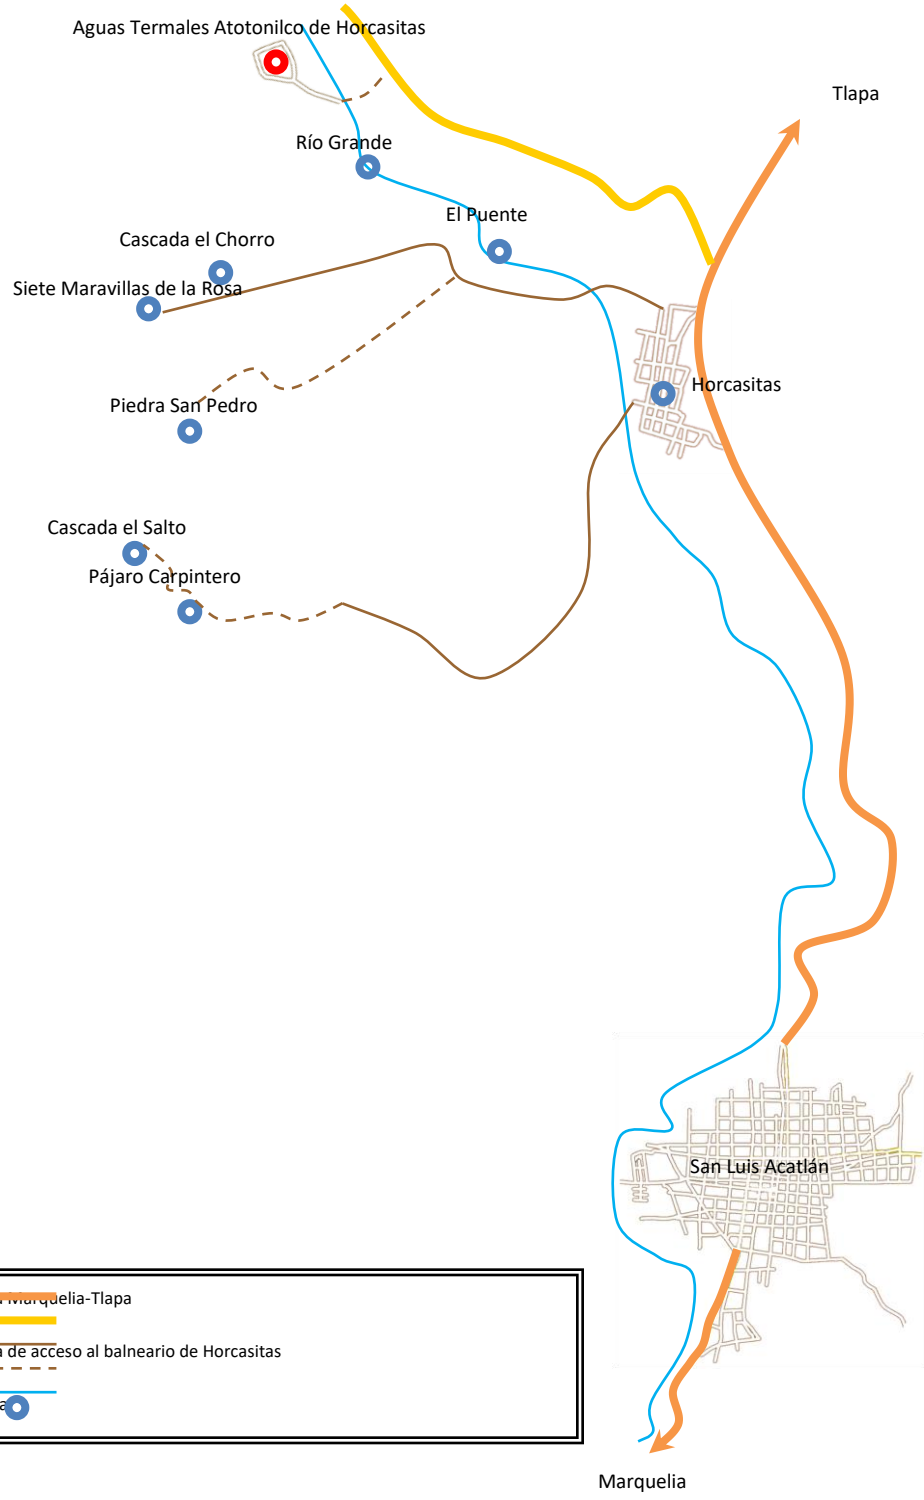 Aguas Termales Atotonilco de Horcasitas
Tlapa
Río Grande
El Puente
Cascada el Chorro
Siete Maravillas de la Rosa
Horcasitas
Piedra San Pedro
Cascada el Salto
Pájaro Carpintero
San Luis Acatlán
Marquelia-Tlapa
de acceso al balneario de Horcasitas
Marquelia